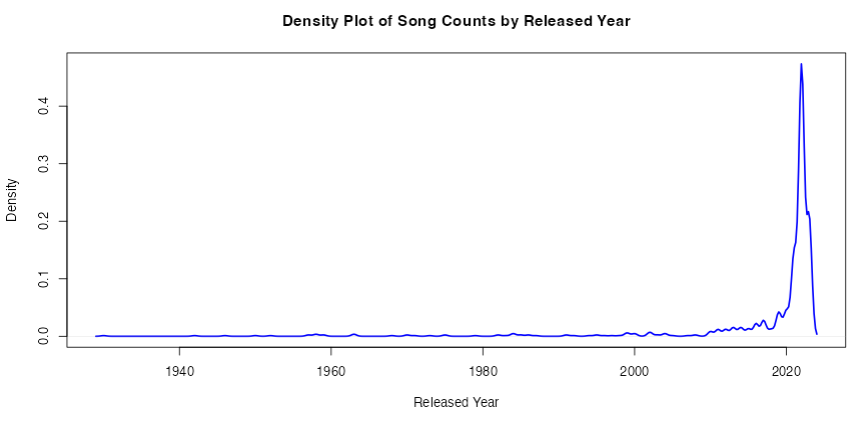 Density Plot of Song Counts by Released Year
Density
0.4
0.3
0.2
0.1
0.0
1940 1960 1980 2000 2020
Released Year